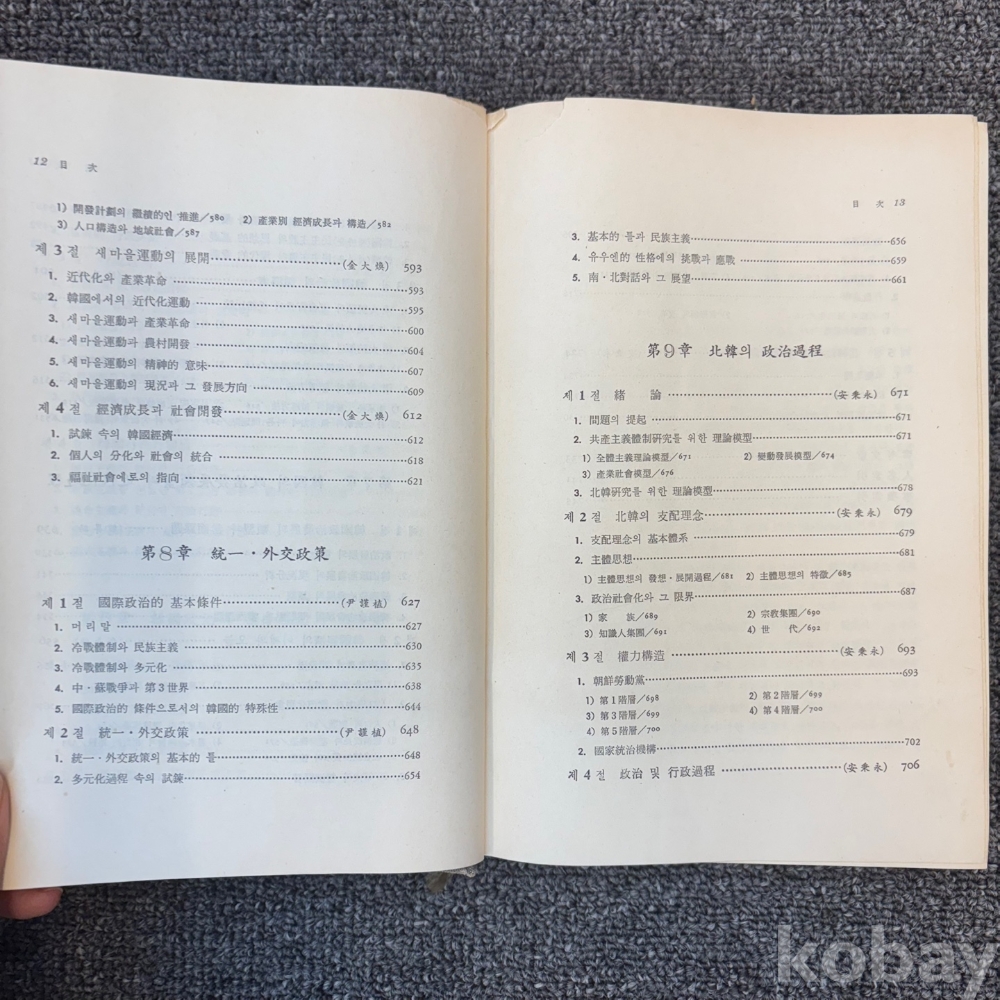 12 目 次
1) 開發計劃의 繼續的인 推進/580 2) 產業別 經濟成長과 構造/582
3) 人口構造와 地域社會/587
제 3 절 새마을運動의 展開 (金大煥) 593
1. 近代化와 產業革命 593
2. 韓國에서의 近代化運動 595
3. 새마을運動과 產業革命 600
4. 새마을運動과 農村開發 604
5. 새마을運動의 精神的 意味 607
6. 새마을運動의 現況과 그 發展方向 609
제 4 절 經濟成長과 社會開發 (金大煥) 612
1. 試鍊 속의 韓國經濟 612
2. 個人의 分化와 社會의 統合 618
3. 福祉社會에로의 指向 621
第8章 統一・外交政策
제 1 절 國際政治的 基本條件 (尹謹植) 627
1. 머리말 627
2. 冷戰體制와 民族主義 630
3. 冷戰體制와 多元化 635
4. 中・蘇戰爭과 第3世界 638
5. 國際政治的 條件으로서의 韓國的 特殊性 644
제 2 절 統一・外交政策 (尹謹植) 648
1. 統一・外交政策의 基本的 틀 648
2. 多元化過程 속의 試鍊 654
目 次 13
3. 基本的 틀과 民族主義 656
4. 유우엔的 性格에의 挑戰과 應戰 659
5. 南・北對話와 그 展望 661
第9章 北韓의 政治過程
제 1 절 緖 論 (安秉永) 671
1. 問題의 提起 671
2. 共產主義體制硏究를 위한 理論模型 671
1) 全體主義理論模型/671 2) 變動發展模型/674
3) 產業社會模型/676
3. 北韓硏究를 위한 理論模型 678
제 2 절 北韓의 支配理念 (安秉永) 679
1. 支配理念의 基本體系 679
2. 主體思想 681
1) 主體思想의 發想・展開過程/681 2) 主體思想의 特徵/685
3. 政治社會化와 그 限界 687
1) 家 族/689 2) 宗敎集團/690
3) 知識人集團/691 4) 世 代/692
제 3 절 權力構造 (安秉永) 693
1. 朝鮮勞動黨 693
1) 第1階層/698 2) 第2階層/699
3) 第3階層/699 4) 第4階層/700
4) 第5階層/700
2. 國家統治機構 702
제 4 절 政治 및 行政過程 (安秉永) 706
kobay